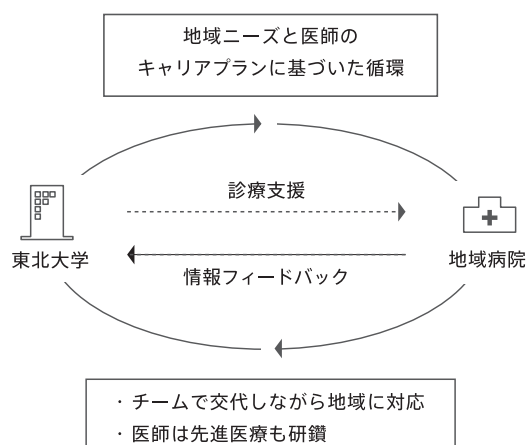 地域ニーズと医師の
キャリアプランに基づいた循環
診療支援
東北大学
地域病院
情報フィードバック
・チームで交代しながら地域に対応
・医師は先進医療も研鑽